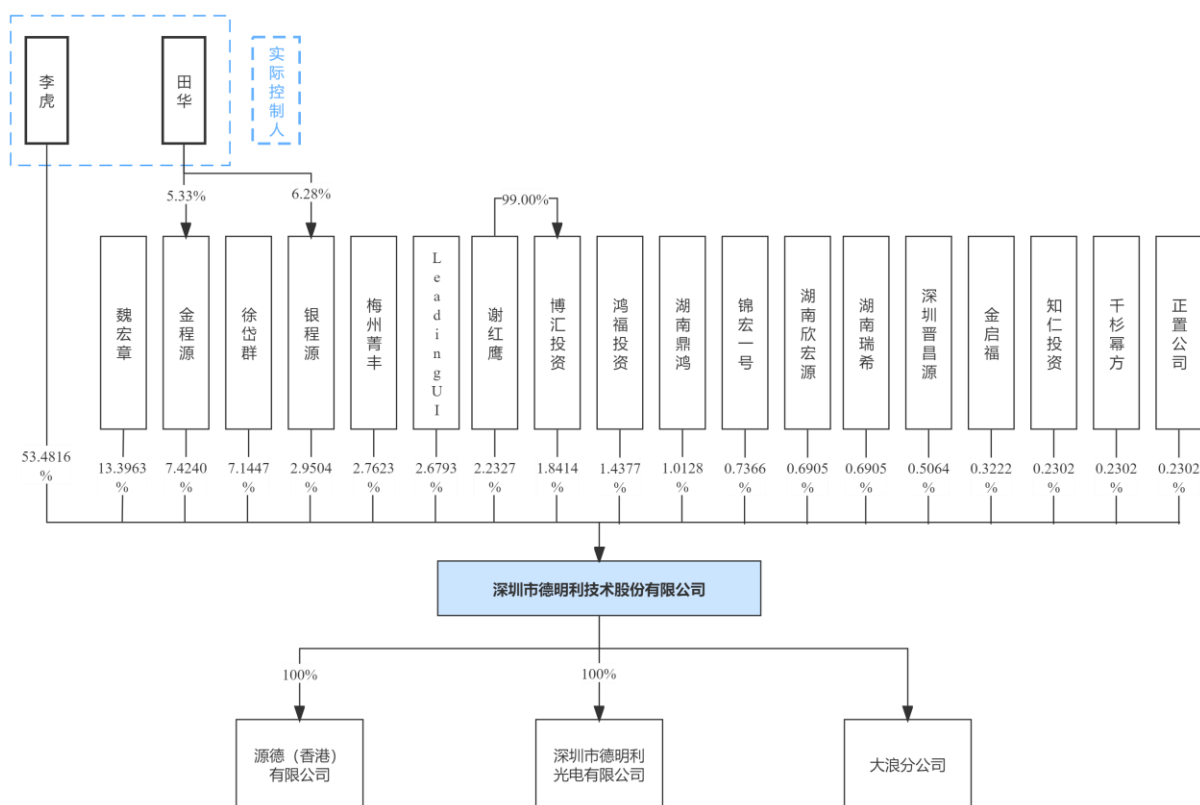 李虎
田华
实际控制人
5.33%
6.28%
99.00%
魏宏章
金程源
徐岱群
银程源
梅州菁丰
LeadingUI
谢红鹰
博汇投资
鸿福投资
湖南鼎鸿
锦宏一号
湖南欣宏源
湖南瑞希
深圳晋昌源
金启福
知仁投资
千杉幂方
正置公司
53.4816%
13.3963%
7.4240%
7.1447%
2.9504%
2.7623%
2.6793%
2.2327%
1.8414%
1.4377%
1.0128%
0.7366%
0.6905%
0.6905%
0.5064%
0.3222%
0.2302%
0.2302%
0.2302%
深圳市德明利技术股份有限公司
100%
100%
源德（香港）
有限公司
深圳市德明利
光电有限公司
大浪分公司